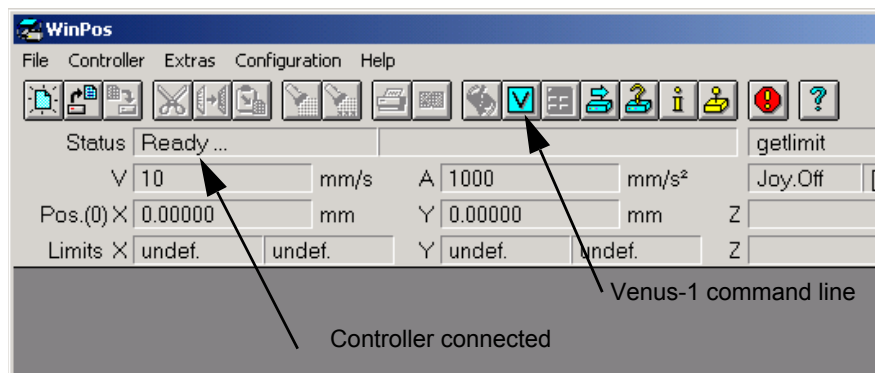 WinPos
File Controller Extras Configuration Help
V ?
Status Ready ... getlimit
V 10 mm/s A 1000 mm/s² Joy.Off
Pos.(0) X 0.00000 mm Y 0.00000 mm Z
Limits X undef. undef. Y undef. undef. Z
Venus-1 command line
Controller connected